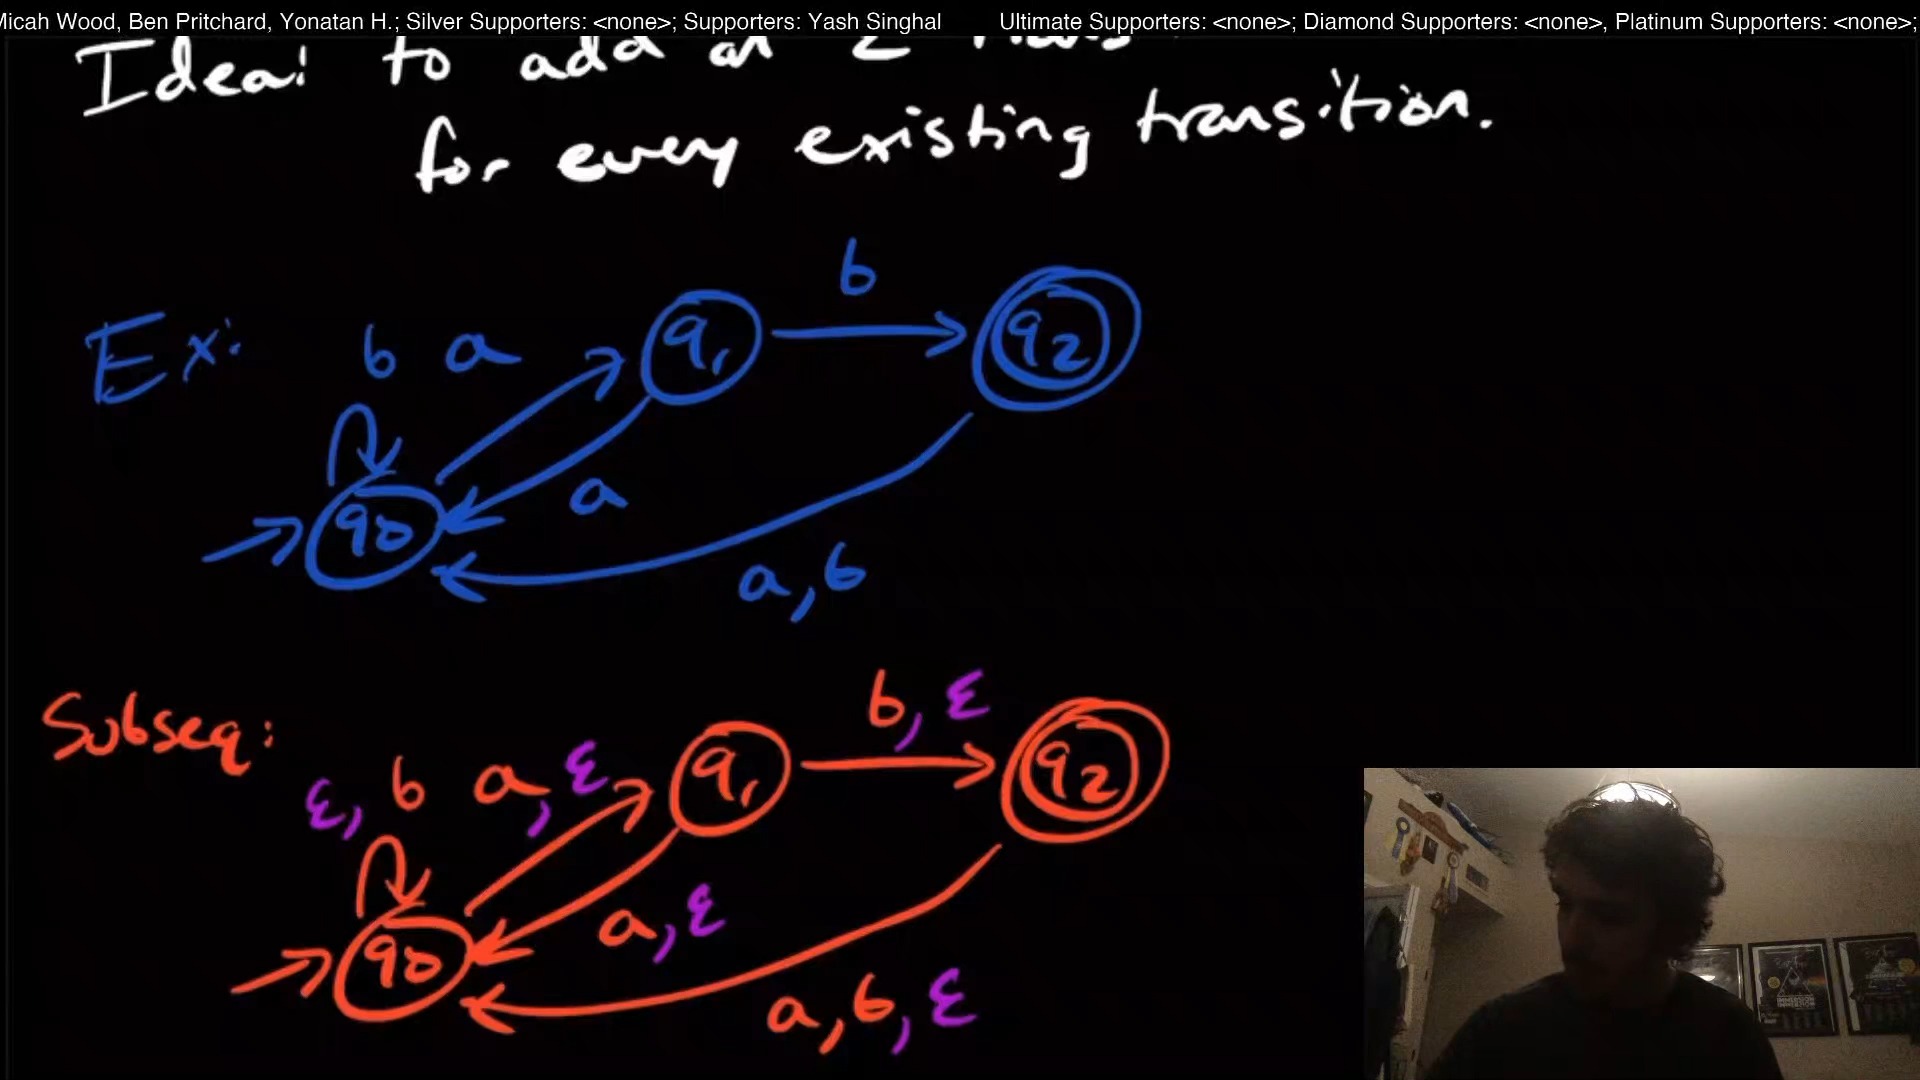 Micah Wood, Ben Pritchard, Yonatan H.; Silver Supporters: <none>; Supporters: Yash Singhal Ultimate Supporters: <none>; Diamond Supporters: <none>, Platinum Supporters: <none>;
Idea: to add an ε
for every existing transition.
Ex:
b a
q1
b
q2
q0
a
a,b
Subseq:
ε, b a, ε
q1
b, ε
q2
q0
a, ε
a, b, ε